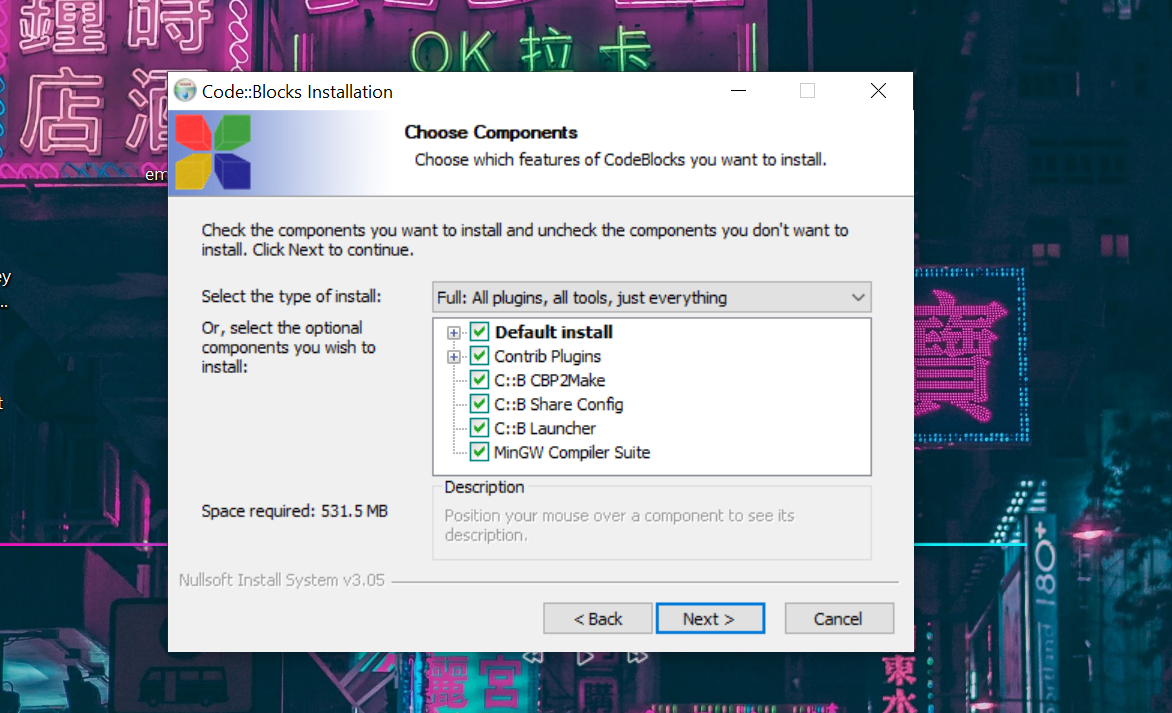 鐘 時
OK 拉 卡
店 酒
Code::Blocks Installation
Choose Components
Choose which features of CodeBlocks you want to install.
em
Check the components you want to install and uncheck the components you don't want to
install. Click Next to continue.
ey
...
Select the type of install:
Full: All plugins, all tools, just everything
Or, select the optional
components you wish to
install:
Default install
Contrib Plugins
C::B CBP2Make
C::B Share Config
C::B Launcher
MinGW Compiler Suite
寶
t
Description
Space required: 531.5 MB
Position your mouse over a component to see its
description.
180+
Nullsoft Install System v3.05
< Back
Next >
Cancel
麗 宮
東
水